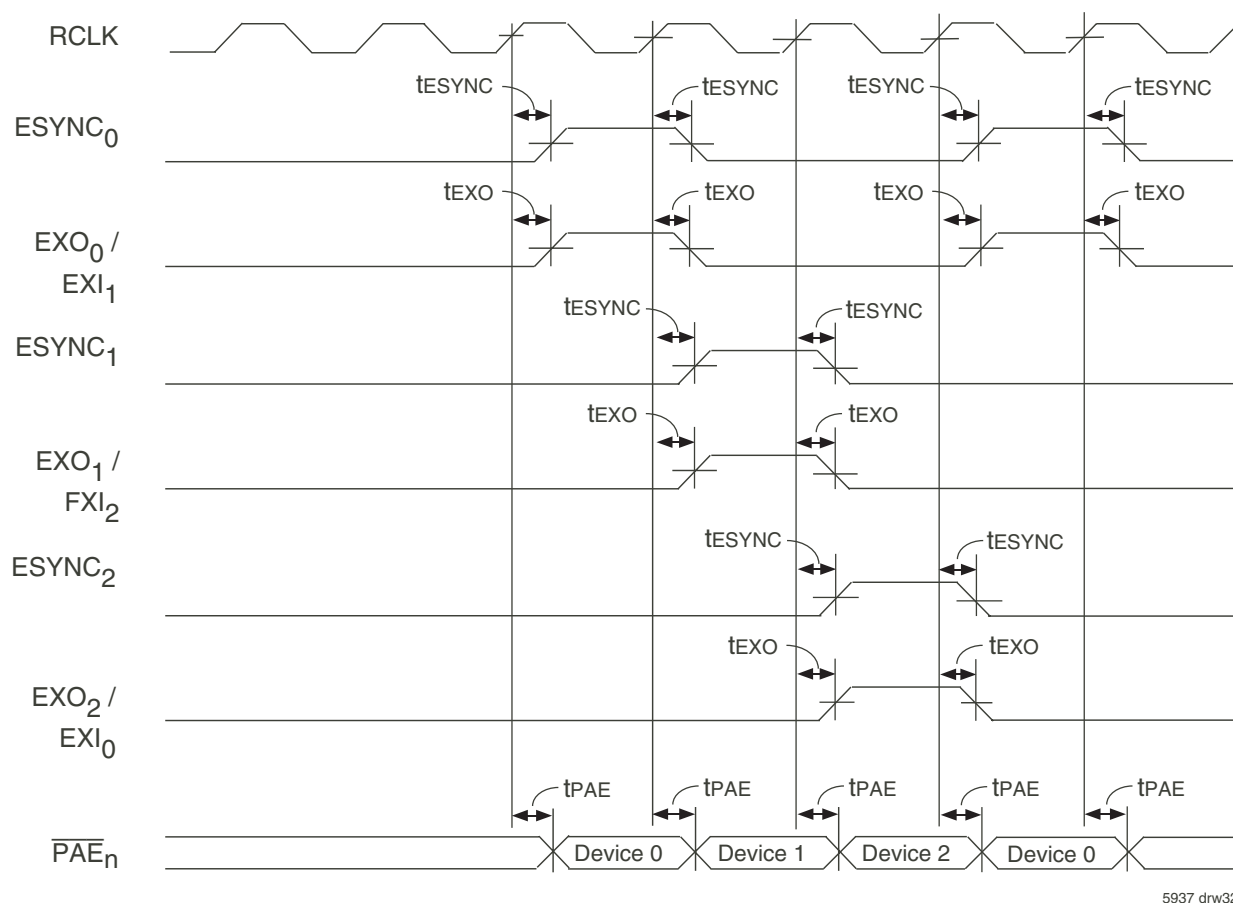 RCLK
tESYNC tESYNC tESYNC tESYNC
ESYNC0
tEXO tEXO tEXO tEXO
EXO0 /
EXI1
tESYNC tESYNC
ESYNC1
tEXO tEXO
EXO1 /
FXI2
tESYNC tESYNC
ESYNC2
tEXO tEXO
EXO2 /
EXI0
tPAE tPAE tPAE tPAE tPAE
PAEn Device 0 Device 1 Device 2 Device 0
5937 drw32